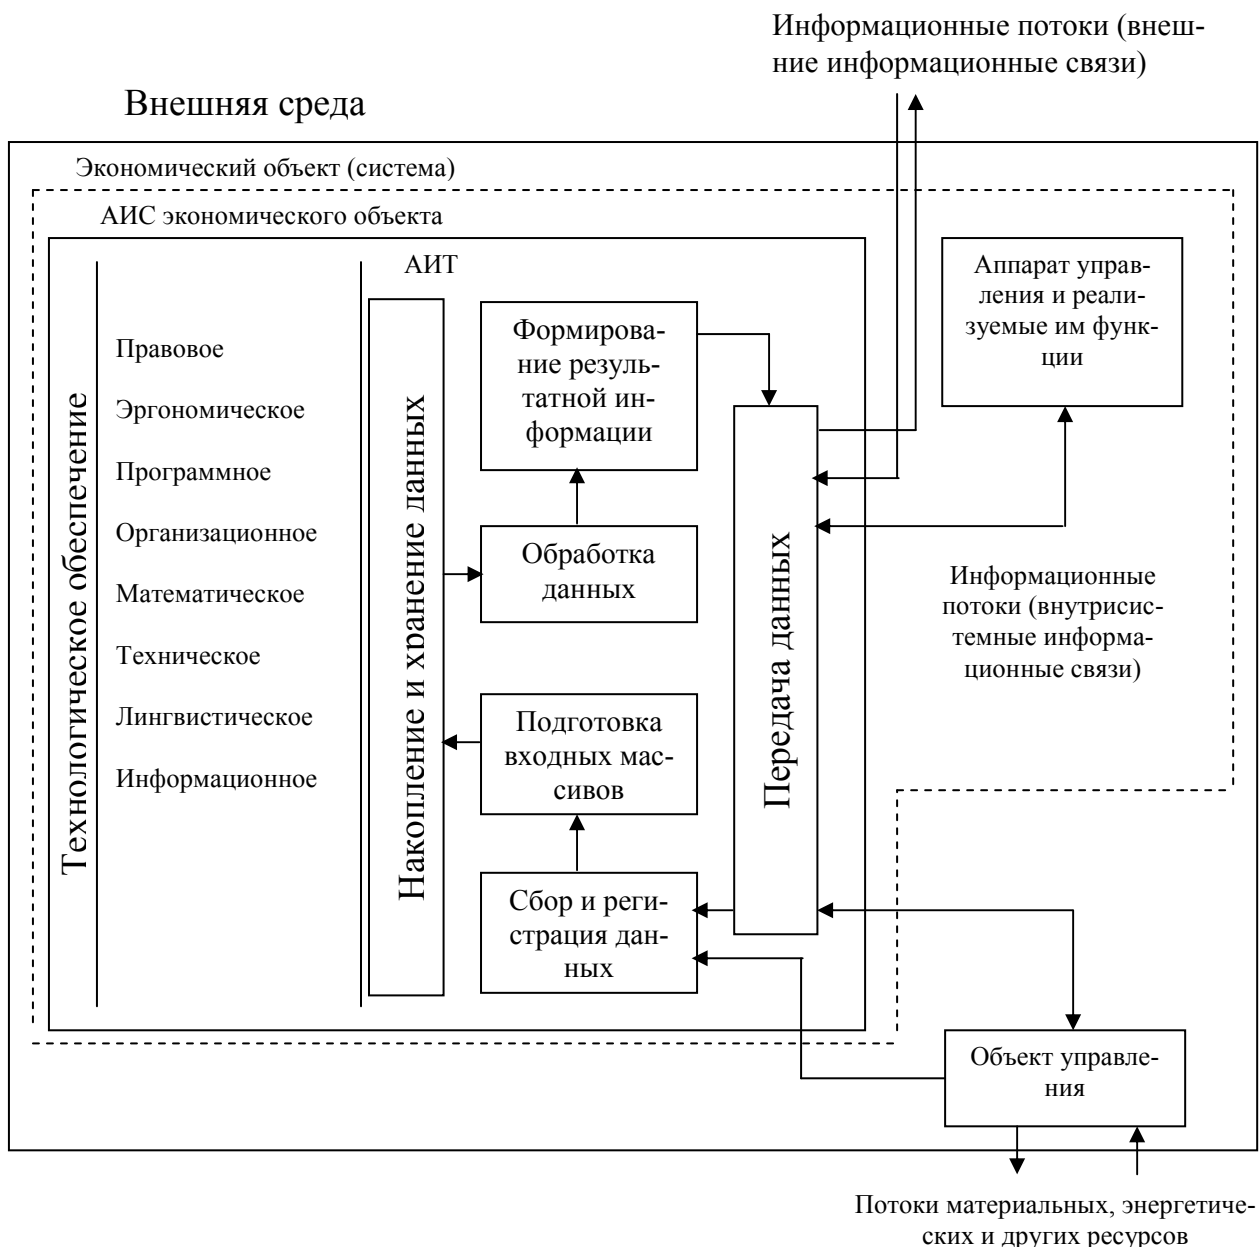 Информационные потоки (внеш-
ние информационные связи)
Внешняя среда
Экономический объект (система)
АИС экономического объекта
АИТ
Технологическое обеспечение
Правовое
Эргономическое
Программное
Организационное
Математическое
Техническое
Лингвистическое
Информационное
Накопление и хранение данных
Формирова-
ние резуль-
татной ин-
формации
Обработка
данных
Подготовка
входных мас-
сивов
Сбор и реги-
страция дан-
ных
Передача данных
Аппарат управ-
ления и реали-
зуемые им функ-
ции
Информационные
потоки (внутрисис-
темные информа-
ционные связи)
Объект управле-
ния
Потоки материальных, энергетиче-
ских и других ресурсов